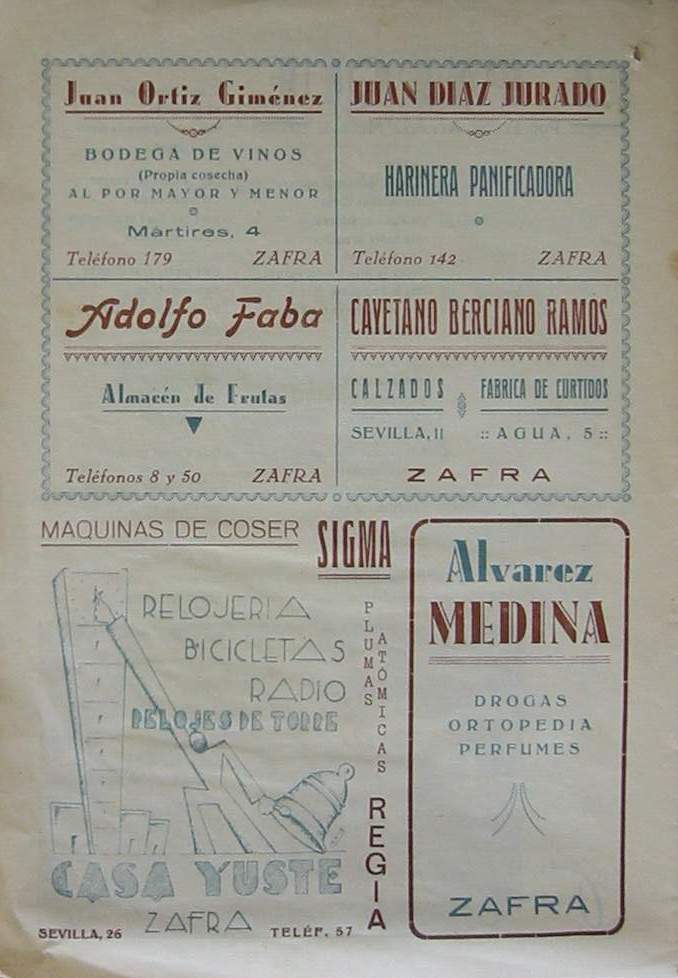 Juan Ortiz Giménez
BODEGA DE VINOS
(Propia cosecha)
AL POR MAYOR Y MENOR
Mártires, 4
Teléfono 179 ZAFRA
JUAN DIAZ JURADO
HARINERA PANIFICADORA
Teléfono 142 ZAFRA
Adolfo Faba
Almacén de Frutas
Teléfonos 8 y 50 ZAFRA
CAYETANO BERCIANO RAMOS
CALZADOS FABRICA DE CURTIDOS
SEVILLA, 11 :: AGUA, 5 ::
ZAFRA
MAQUINAS DE COSER SIGMA
RELOJERIA
BICICLETAS
RADIO
RELOJES DE TORRE
PLUMAS
ATÓMICAS
REGIA
CASA YUSTE
SEVILLA, 26 ZAFRA TELÉF. 57
Alvarez
MEDINA
DROGAS
ORTOPEDIA
PERFUMES
ZAFRA